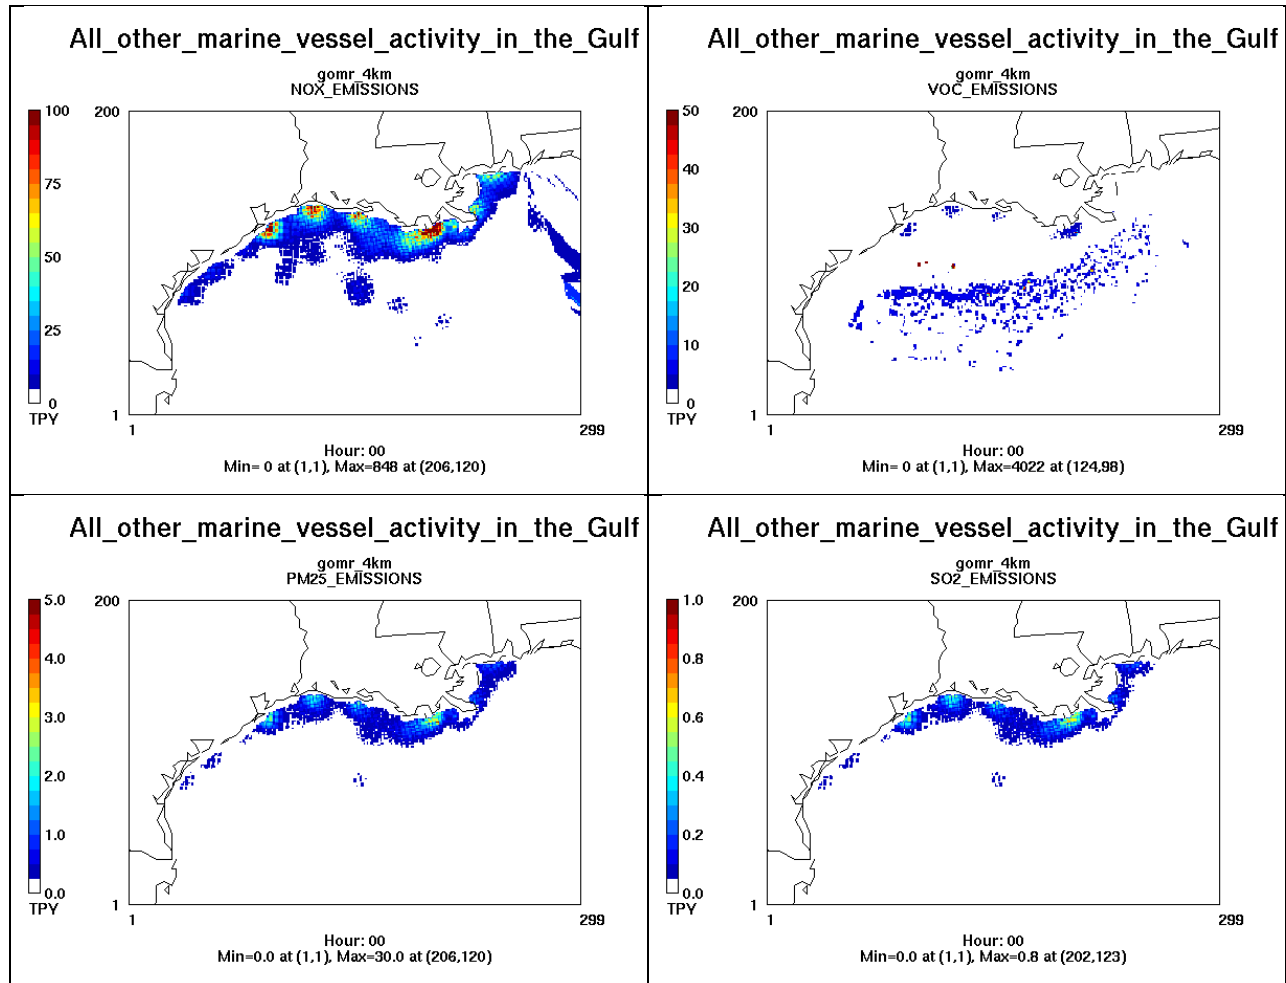 All_other_marine_vessel_activity_in_the_Gulf
gomr_4km
NOX_EMISSIONS
100
75
50
25
0
TPY
200
1
1
299
Hour: 00
Min= 0 at (1,1), Max=848 at (206,120)
All_other_marine_vessel_activity_in_the_Gulf
gomr_4km
VOC_EMISSIONS
50
40
30
20
10
0
TPY
200
1
1
299
Hour: 00
Min= 0 at (1,1), Max=4022 at (124,98)
All_other_marine_vessel_activity_in_the_Gulf
gomr_4km
PM25_EMISSIONS
5.0
4.0
3.0
2.0
1.0
0.0
TPY
200
1
1
299
Hour: 00
Min=0.0 at (1,1), Max=30.0 at (206,120)
All_other_marine_vessel_activity_in_the_Gulf
gomr_4km
SO2_EMISSIONS
1.0
0.8
0.6
0.4
0.2
0.0
TPY
200
1
1
299
Hour: 00
Min=0.0 at (1,1), Max=0.8 at (202,123)